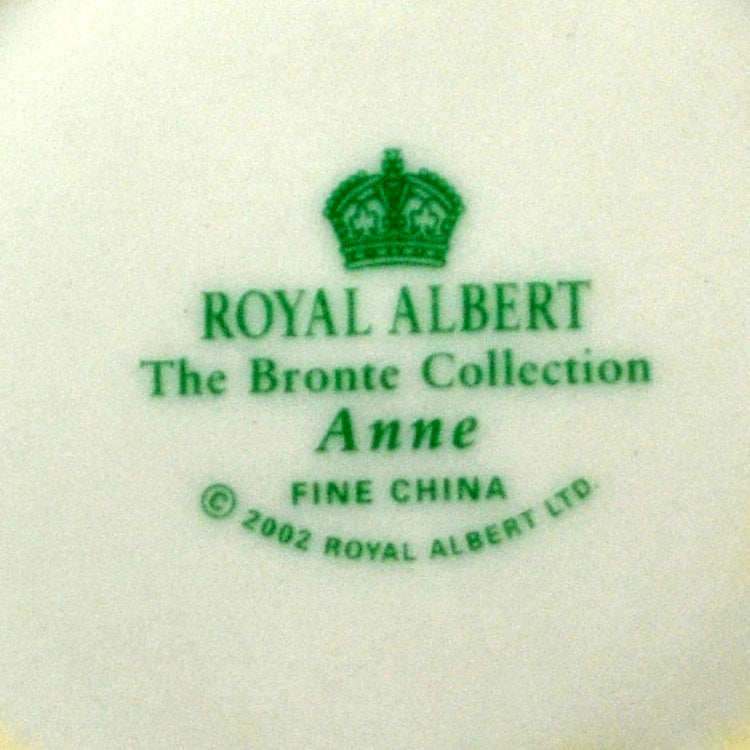 ROYAL ALBERT
The Bronte Collection
Anne
FINE CHINA
© 2002 ROYAL ALBERT LTD.